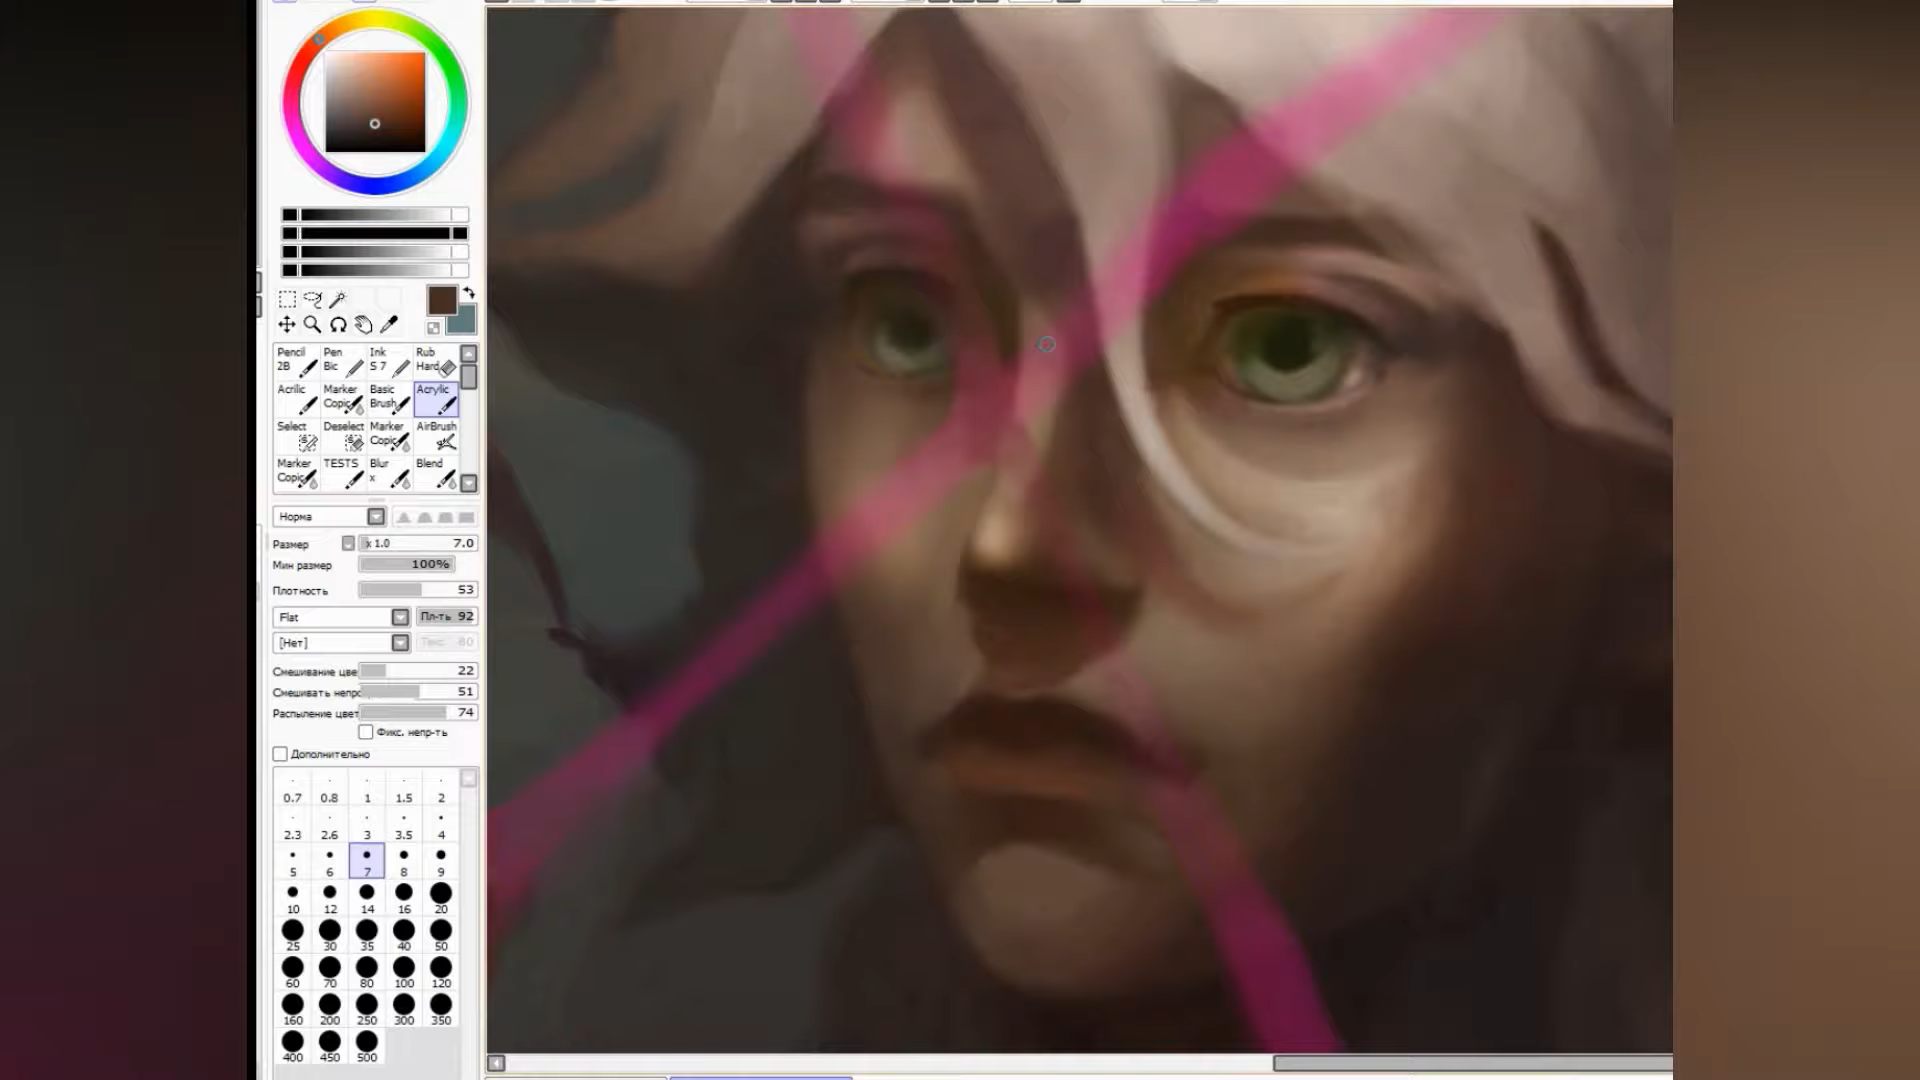 Pencil Pen Ink Rub
2B Bic S 7 Hard
Acrilic Marker Basic Acrylic
Copic Brush
Select Deselect Marker AirBrush
Copic
Marker TESTS Blur Blend
Copic x
Норма
Размер x 1.0 7.0
Мин размер 100%
Плотность 53
Flat Пл-ть 92
[Нет] Текс 80
Смешивание цве 22
Смешивать непро 51
Распыление цвет 74
Фикс. непр-ть
Дополнительно
0.7 0.8 1 1.5 2
2.3 2.6 3 3.5 4
5 6 7 8 9
10 12 14 16 20
25 30 35 40 50
60 70 80 100 120
160 200 250 300 350
400 450 500